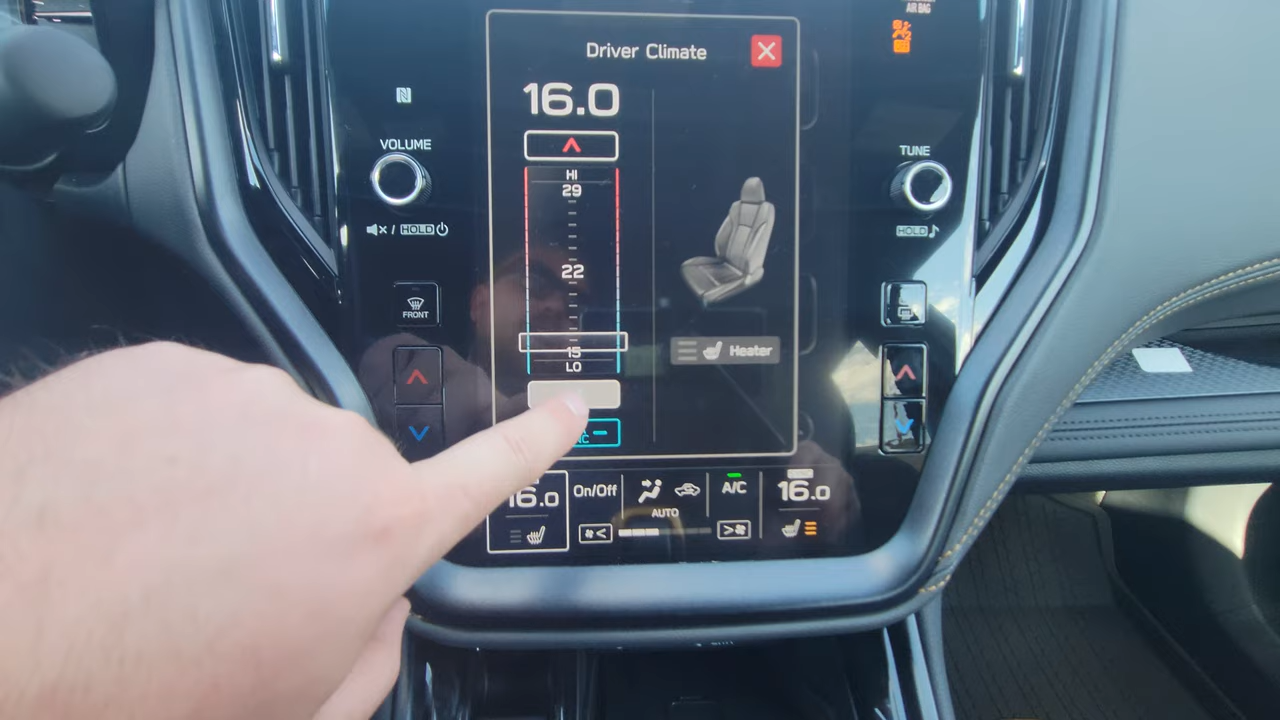 AIR BAG
Driver Climate
16.0
VOLUME
TUNE
HI
29
/ HOLD
HOLD
22
FRONT
15
LO
Heater
16.0
On/Off
A/C
16.0
AUTO